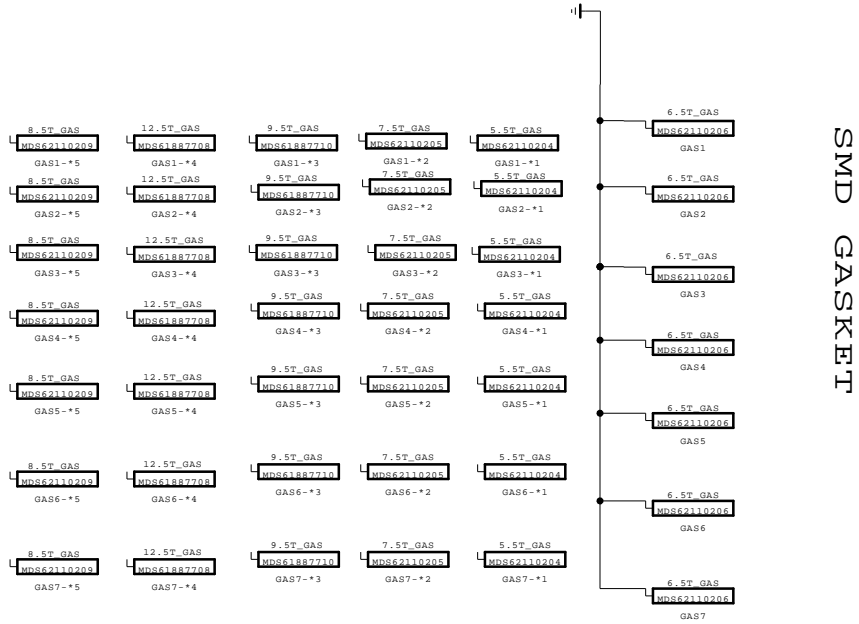 SMD GASKET
8.5T_GAS 12.5T_GAS 9.5T_GAS 7.5T_GAS 5.5T_GAS 6.5T_GAS
MDS62110209 MDS61887708 MDS61887710 MDS62110205 MDS62110204 MDS62110206
GAS1-*5 GAS1-*4 GAS1-*3 GAS1-*2 GAS1-*1 GAS1
8.5T_GAS 12.5T_GAS 9.5T_GAS 7.5T_GAS 5.5T_GAS 6.5T_GAS
MDS62110209 MDS61887708 MDS61887710 MDS62110205 MDS62110204 MDS62110206
GAS2-*5 GAS2-*4 GAS2-*3 GAS2-*2 GAS2-*1 GAS2
8.5T_GAS 12.5T_GAS 9.5T_GAS 7.5T_GAS 5.5T_GAS 6.5T_GAS
MDS62110209 MDS61887708 MDS61887710 MDS62110205 MDS62110204 MDS62110206
GAS3-*5 GAS3-*4 GAS3-*3 GAS3-*2 GAS3-*1 GAS3
8.5T_GAS 12.5T_GAS 9.5T_GAS 7.5T_GAS 5.5T_GAS 6.5T_GAS
MDS62110209 MDS61887708 MDS61887710 MDS62110205 MDS62110204 MDS62110206
GAS4-*5 GAS4-*4 GAS4-*3 GAS4-*2 GAS4-*1 GAS4
8.5T_GAS 12.5T_GAS 9.5T_GAS 7.5T_GAS 5.5T_GAS 6.5T_GAS
MDS62110209 MDS61887708 MDS61887710 MDS62110205 MDS62110204 MDS62110206
GAS5-*5 GAS5-*4 GAS5-*3 GAS5-*2 GAS5-*1 GAS5
8.5T_GAS 12.5T_GAS 9.5T_GAS 7.5T_GAS 5.5T_GAS 6.5T_GAS
MDS62110209 MDS61887708 MDS61887710 MDS62110205 MDS62110204 MDS62110206
GAS6-*5 GAS6-*4 GAS6-*3 GAS6-*2 GAS6-*1 GAS6
8.5T_GAS 12.5T_GAS 9.5T_GAS 7.5T_GAS 5.5T_GAS 6.5T_GAS
MDS62110209 MDS61887708 MDS61887710 MDS62110205 MDS62110204 MDS62110206
GAS7-*5 GAS7-*4 GAS7-*3 GAS7-*2 GAS7-*1 GAS7